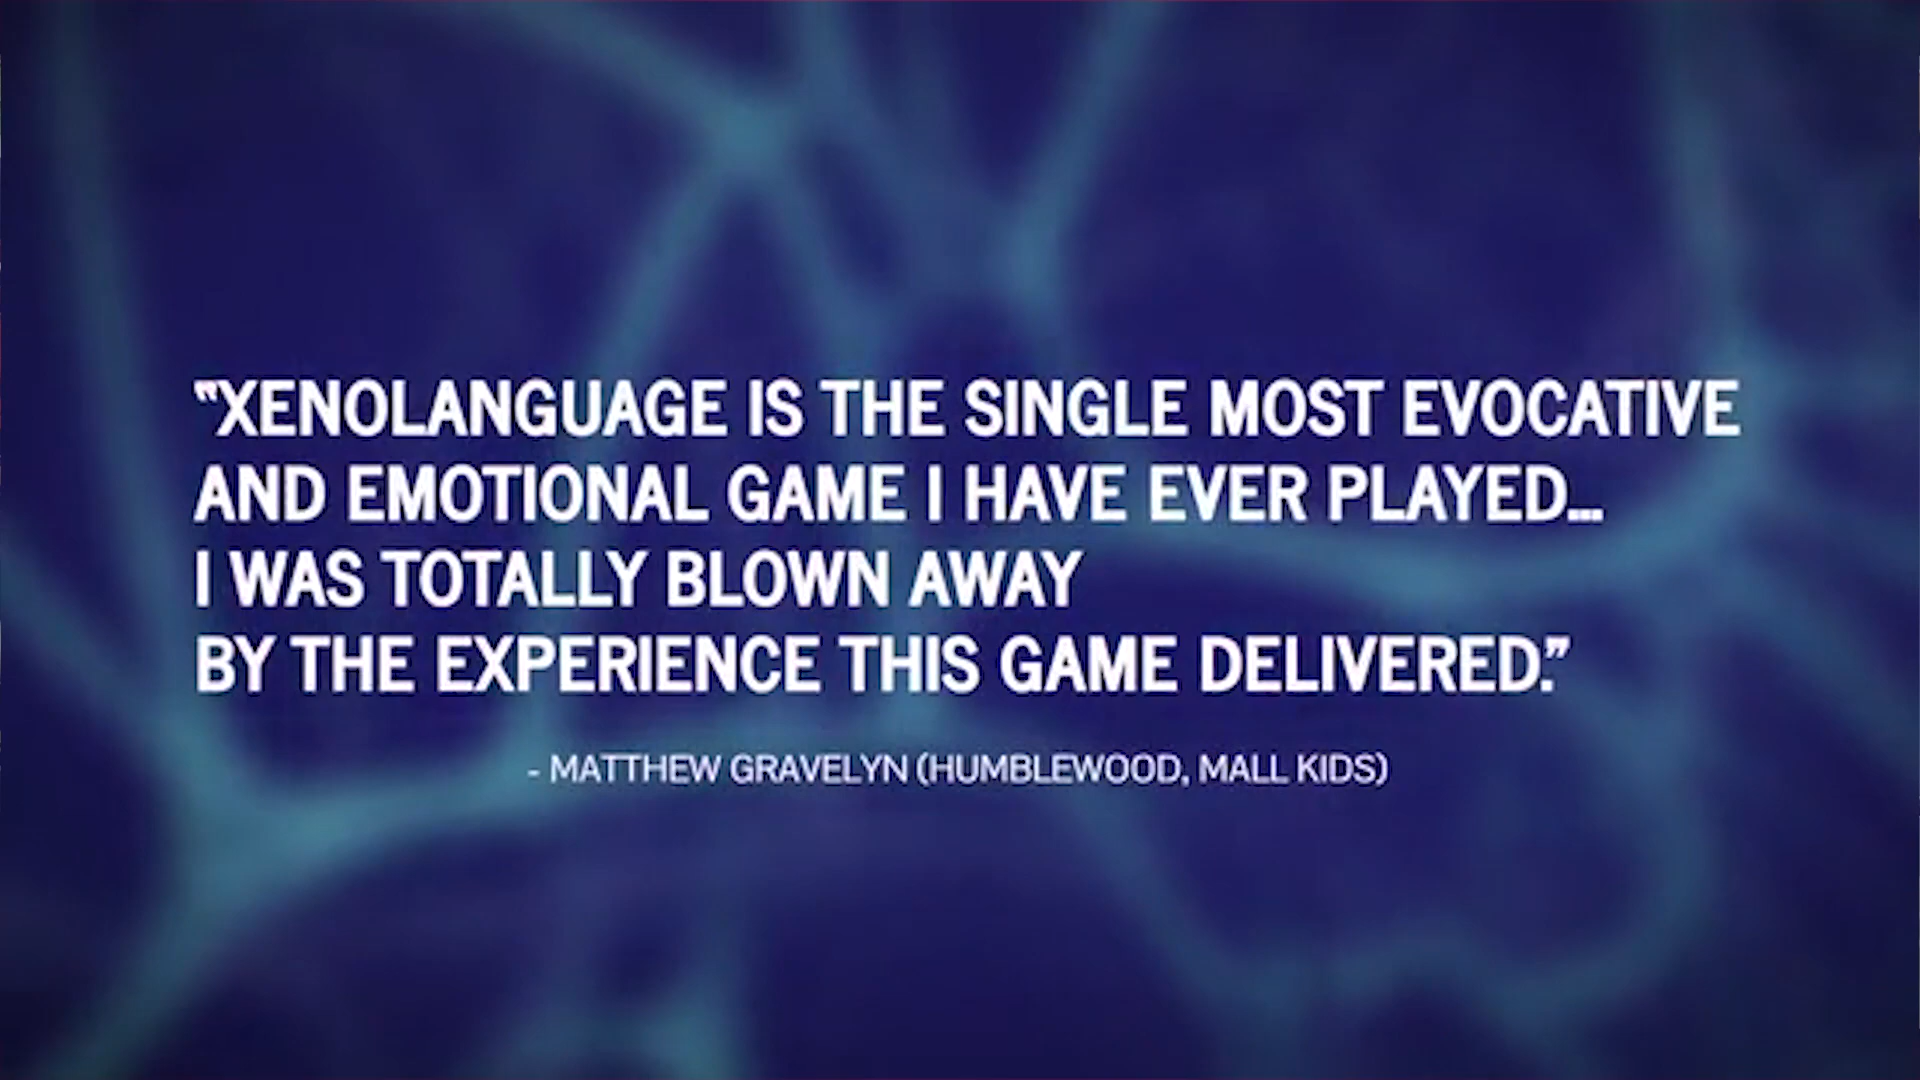 “XENOLANGUAGE IS THE SINGLE MOST EVOCATIVE
AND EMOTIONAL GAME I HAVE EVER PLAYED...
I WAS TOTALLY BLOWN AWAY
BY THE EXPERIENCE THIS GAME DELIVERED.”
- MATTHEW GRAVELYN (HUMBLEWOOD, MALL KIDS)